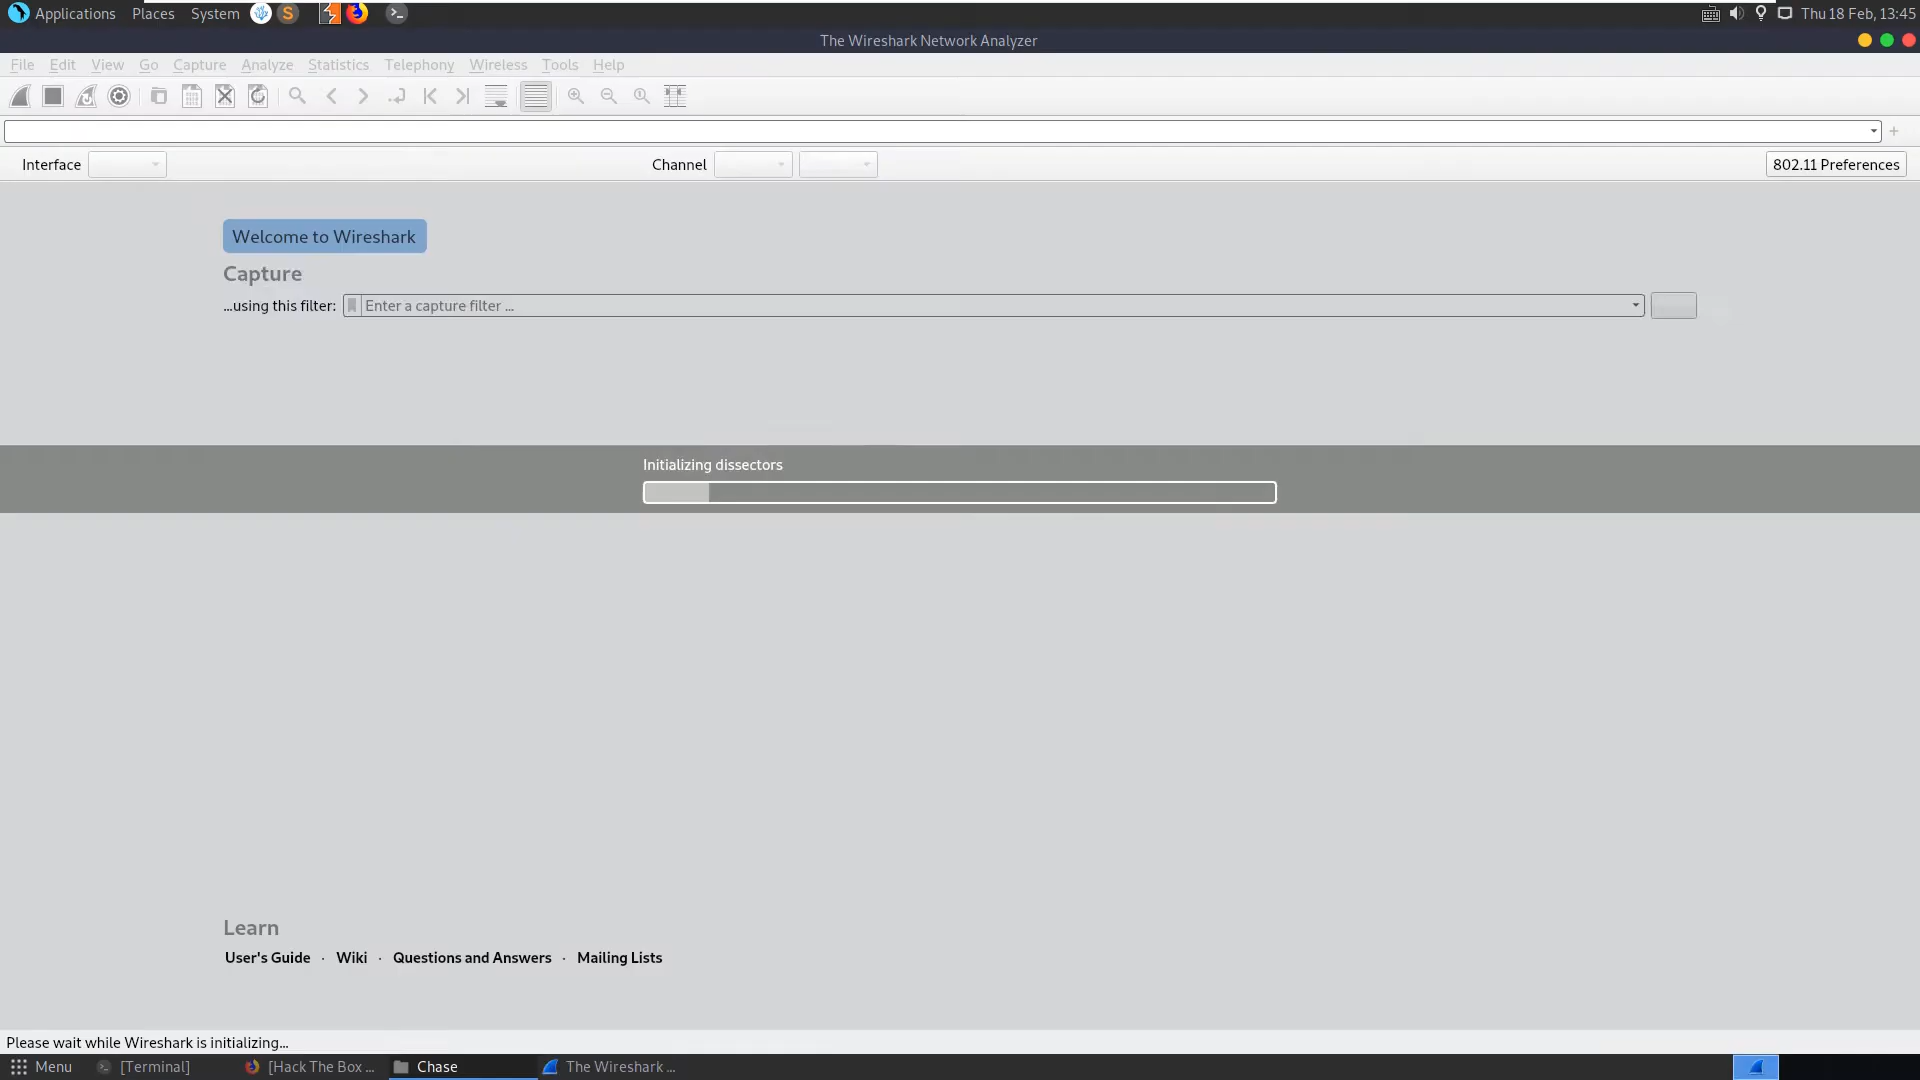 Applications Places System S Thu 18 Feb, 13:45
The Wireshark Network Analyzer
File Edit View Go Capture Analyze Statistics Telephony Wireless Tools Help
Interface Channel 802.11 Preferences
Welcome to Wireshark
Capture
...using this filter: Enter a capture filter ...
Initializing dissectors
Learn
User's Guide · Wiki · Questions and Answers · Mailing Lists
Please wait while Wireshark is initializing...
Menu [Terminal] [Hack The Box ... Chase The Wireshark ...